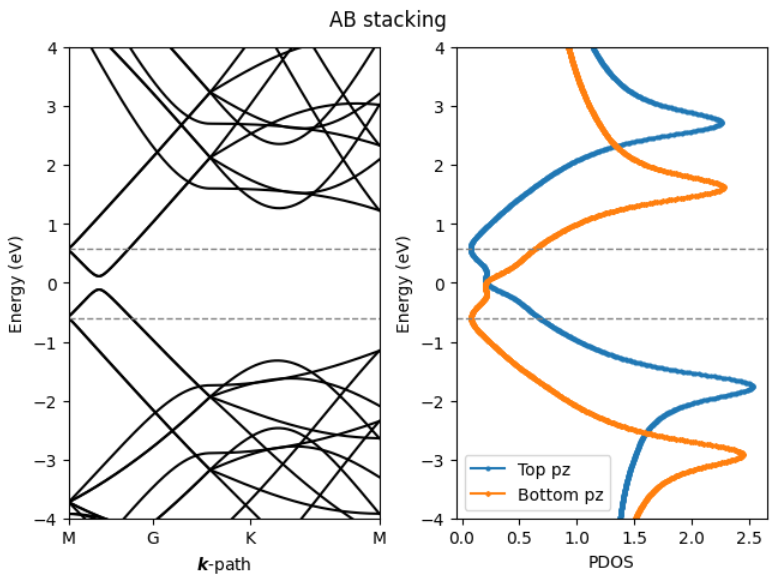 AB stacking
4
3
2
1
0
−1
−2
−3
−4
Energy (eV)
M
G
K
M
k-path
4
3
2
1
0
−1
−2
−3
−4
Energy (eV)
Top pz
Bottom pz
0.0
0.5
1.0
1.5
2.0
2.5
PDOS